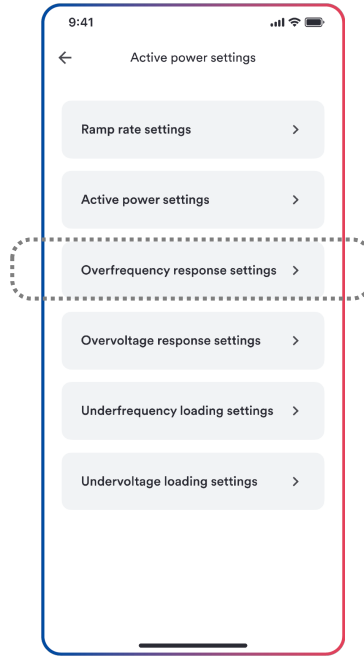 9:41
Active power settings
Ramp rate settings
Active power settings
Overfrequency response settings
Overvoltage response settings
Underfrequency loading settings
Undervoltage loading settings